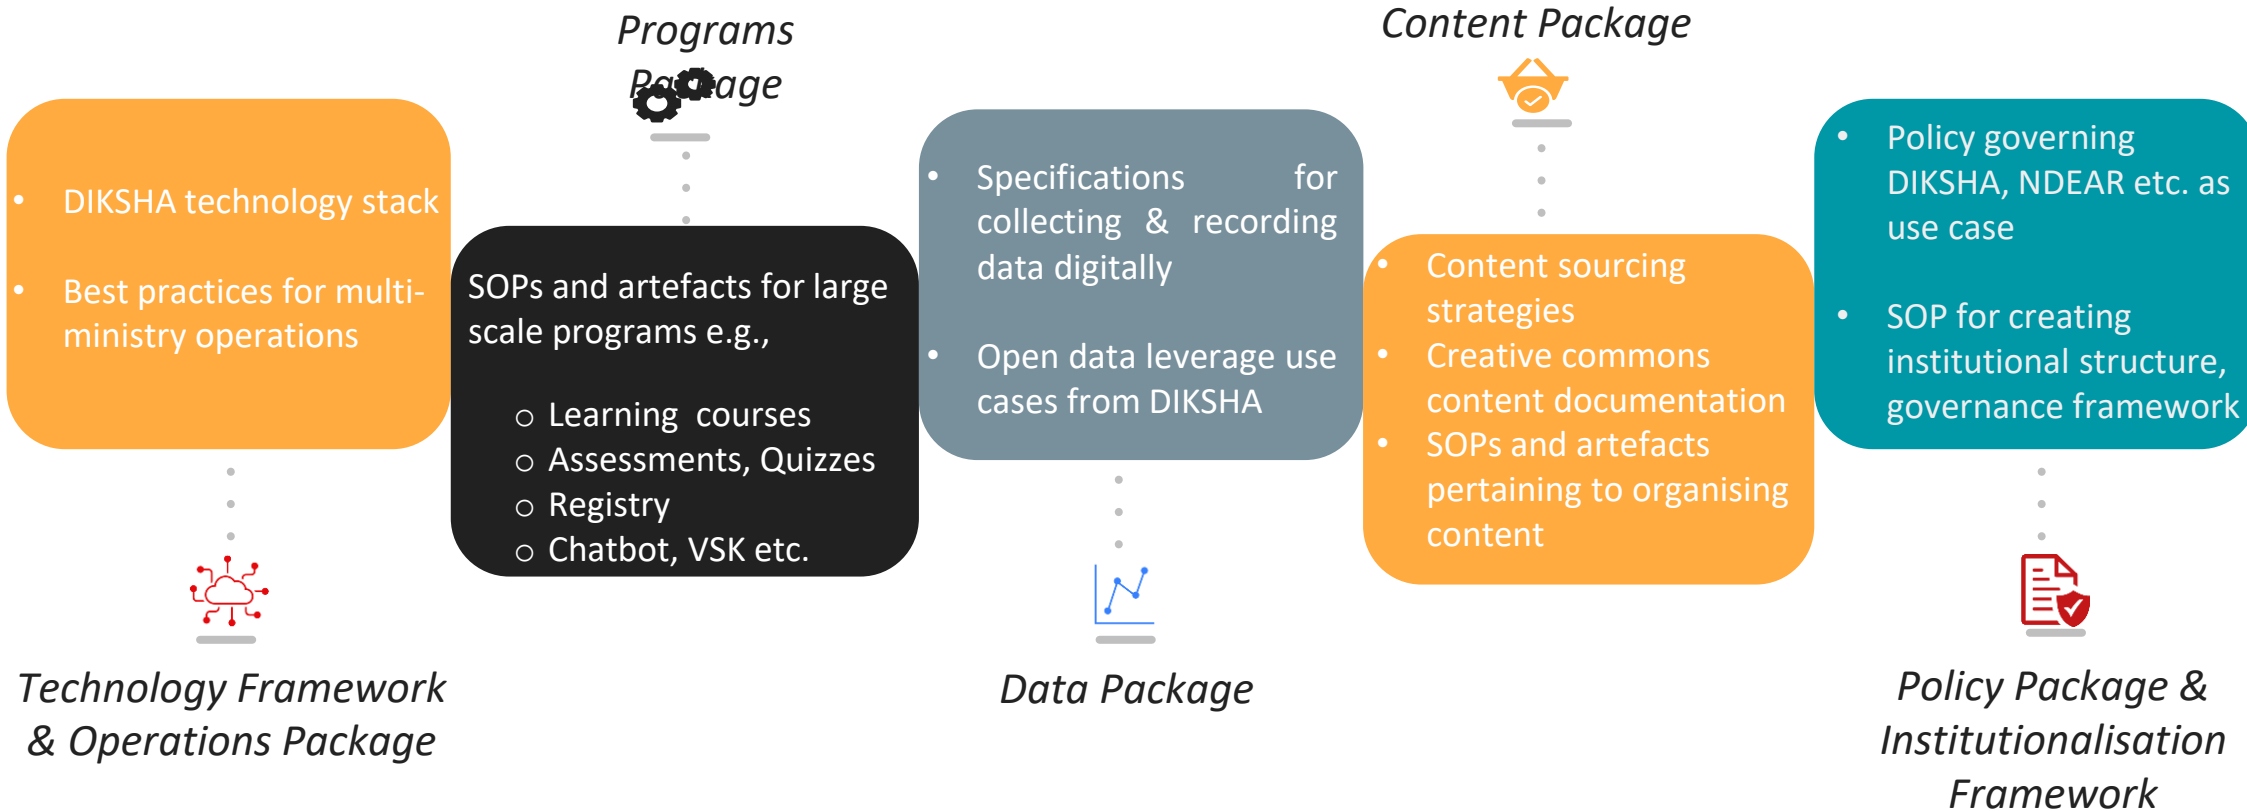 Programs
Package
Content Package
• DIKSHA technology stack
• Best practices for multi-
ministry operations
SOPs and artefacts for large
scale programs e.g.,
o Learning courses
o Assessments, Quizzes
o Registry
o Chatbot, VSK etc.
• Specifications for
collecting & recording
data digitally
• Open data leverage use
cases from DIKSHA
• Content sourcing
strategies
• Creative commons
content documentation
• SOPs and artefacts
pertaining to organising
content
• Policy governing
DIKSHA, NDEAR etc. as
use case
• SOP for creating
institutional structure,
governance framework
Technology Framework
& Operations Package
Data Package
Policy Package &
Institutionalisation
Framework